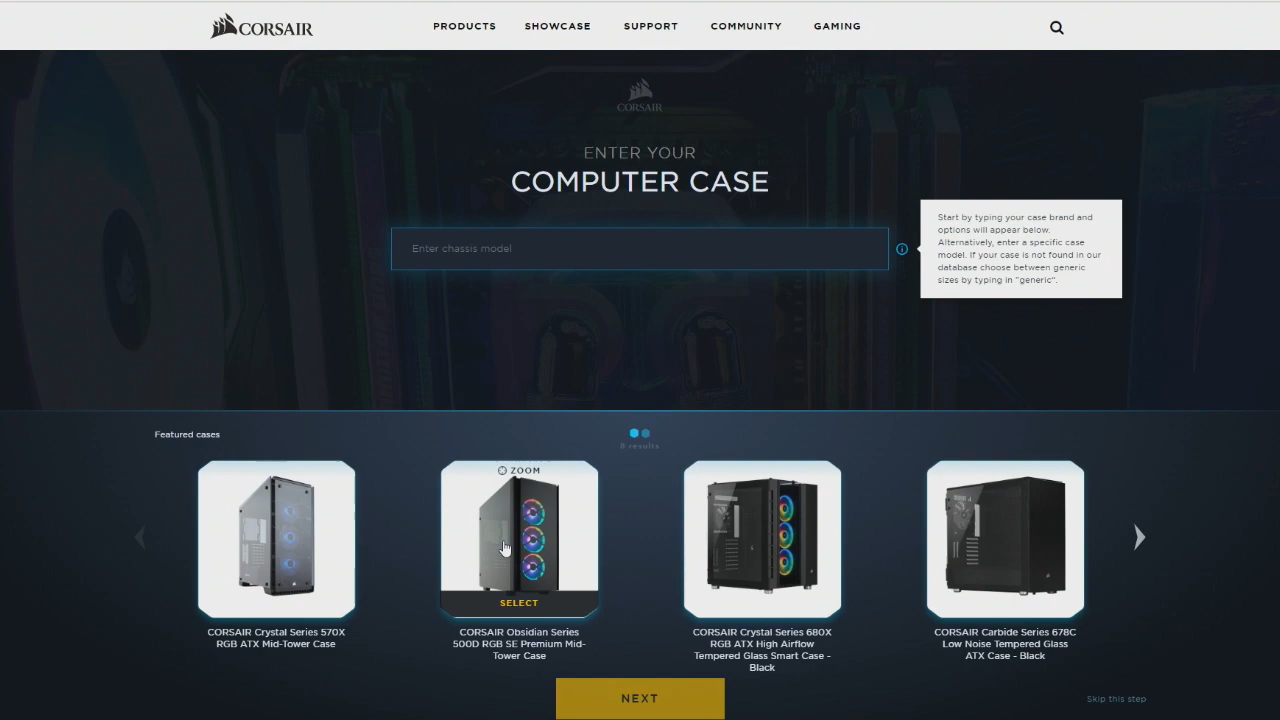 CORSAIR
PRODUCTS
SHOWCASE
SUPPORT
COMMUNITY
GAMING
CORSAIR
ENTER YOUR
COMPUTER CASE
Enter chassis model
Start by typing your case brand and
options will appear below.
Alternatively, enter a specific case
model. If your case is not found in our
database choose between generic
sizes by typing in "generic".
Featured cases
8 results
ZOOM
SELECT
CORSAIR Crystal Series 570X
RGB ATX Mid-Tower Case
CORSAIR Obsidian Series
500D RGB SE Premium Mid-
Tower Case
CORSAIR Crystal Series 680X
RGB ATX High Airflow
Tempered Glass Smart Case -
Black
CORSAIR Carbide Series 678C
Low Noise Tempered Glass
ATX Case - Black
NEXT
Skip this step